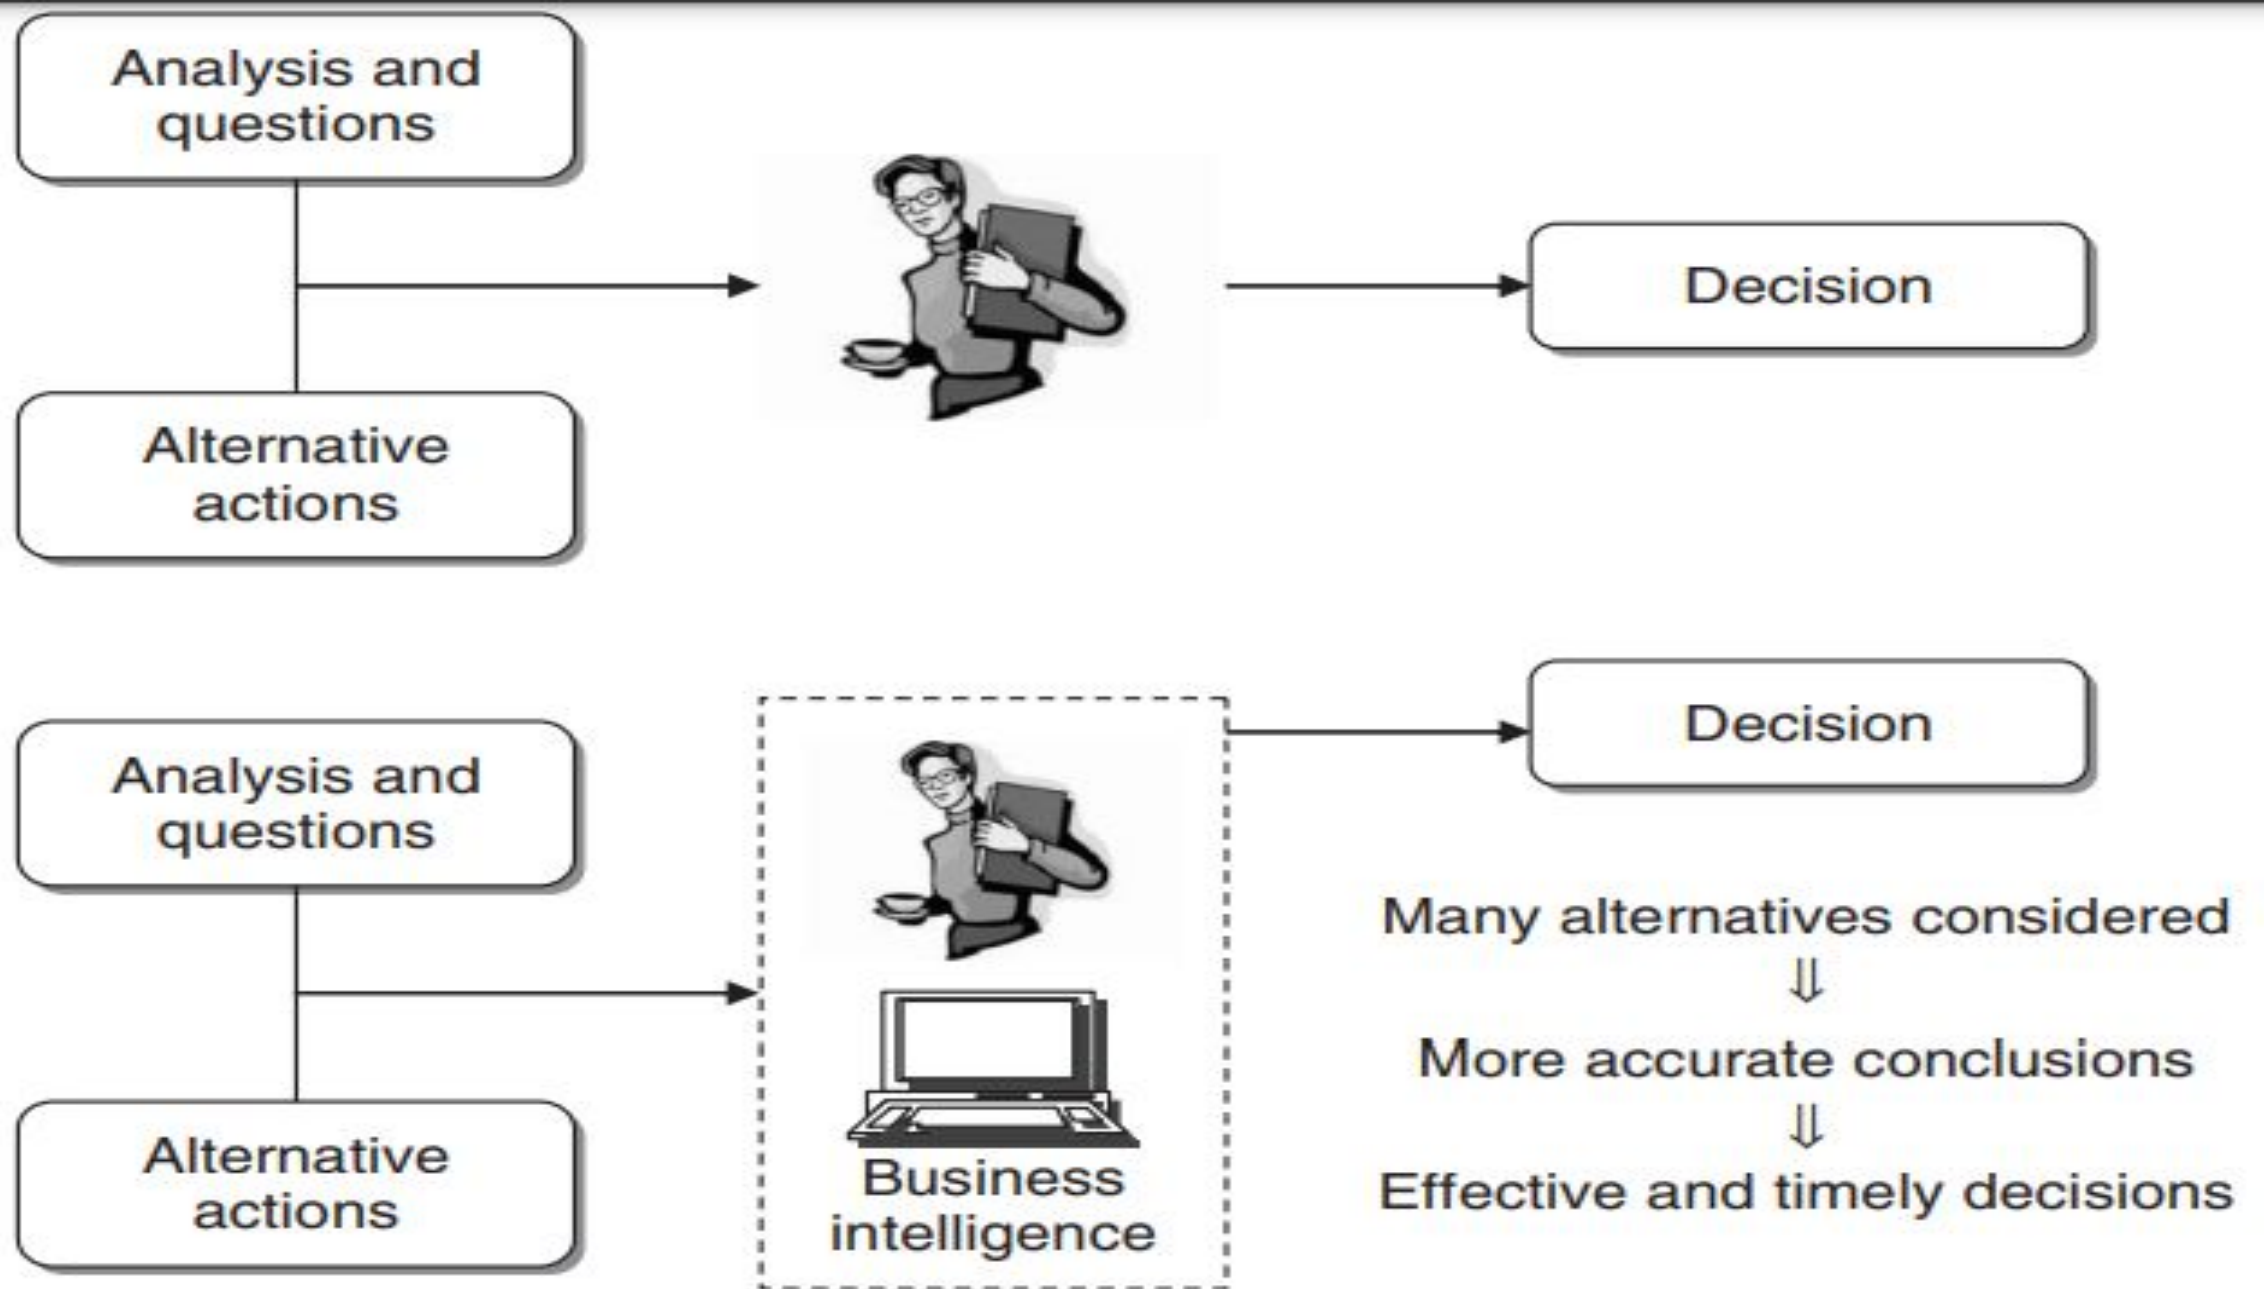 Analysis and
questions
Alternative
actions
Decision
Analysis and
questions
Alternative
actions
Business
intelligence
Decision
Many alternatives considered
⇓
More accurate conclusions
⇓
Effective and timely decisions